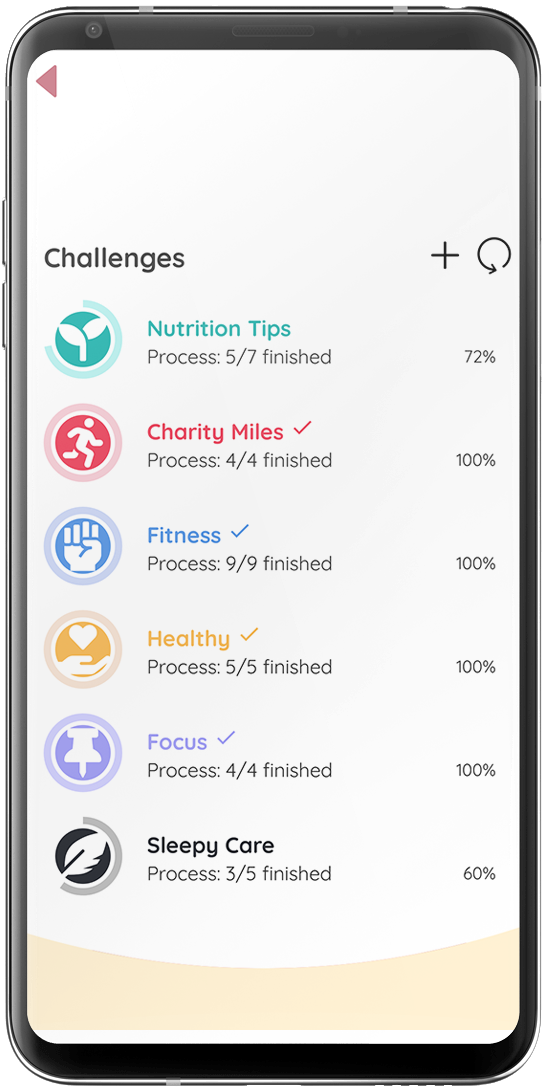 Challenges
Nutrition Tips
Process: 5/7 finished
72%
Charity Miles
Process: 4/4 finished
100%
Fitness
Process: 9/9 finished
100%
Healthy
Process: 5/5 finished
100%
Focus
Process: 4/4 finished
100%
Sleepy Care
Process: 3/5 finished
60%